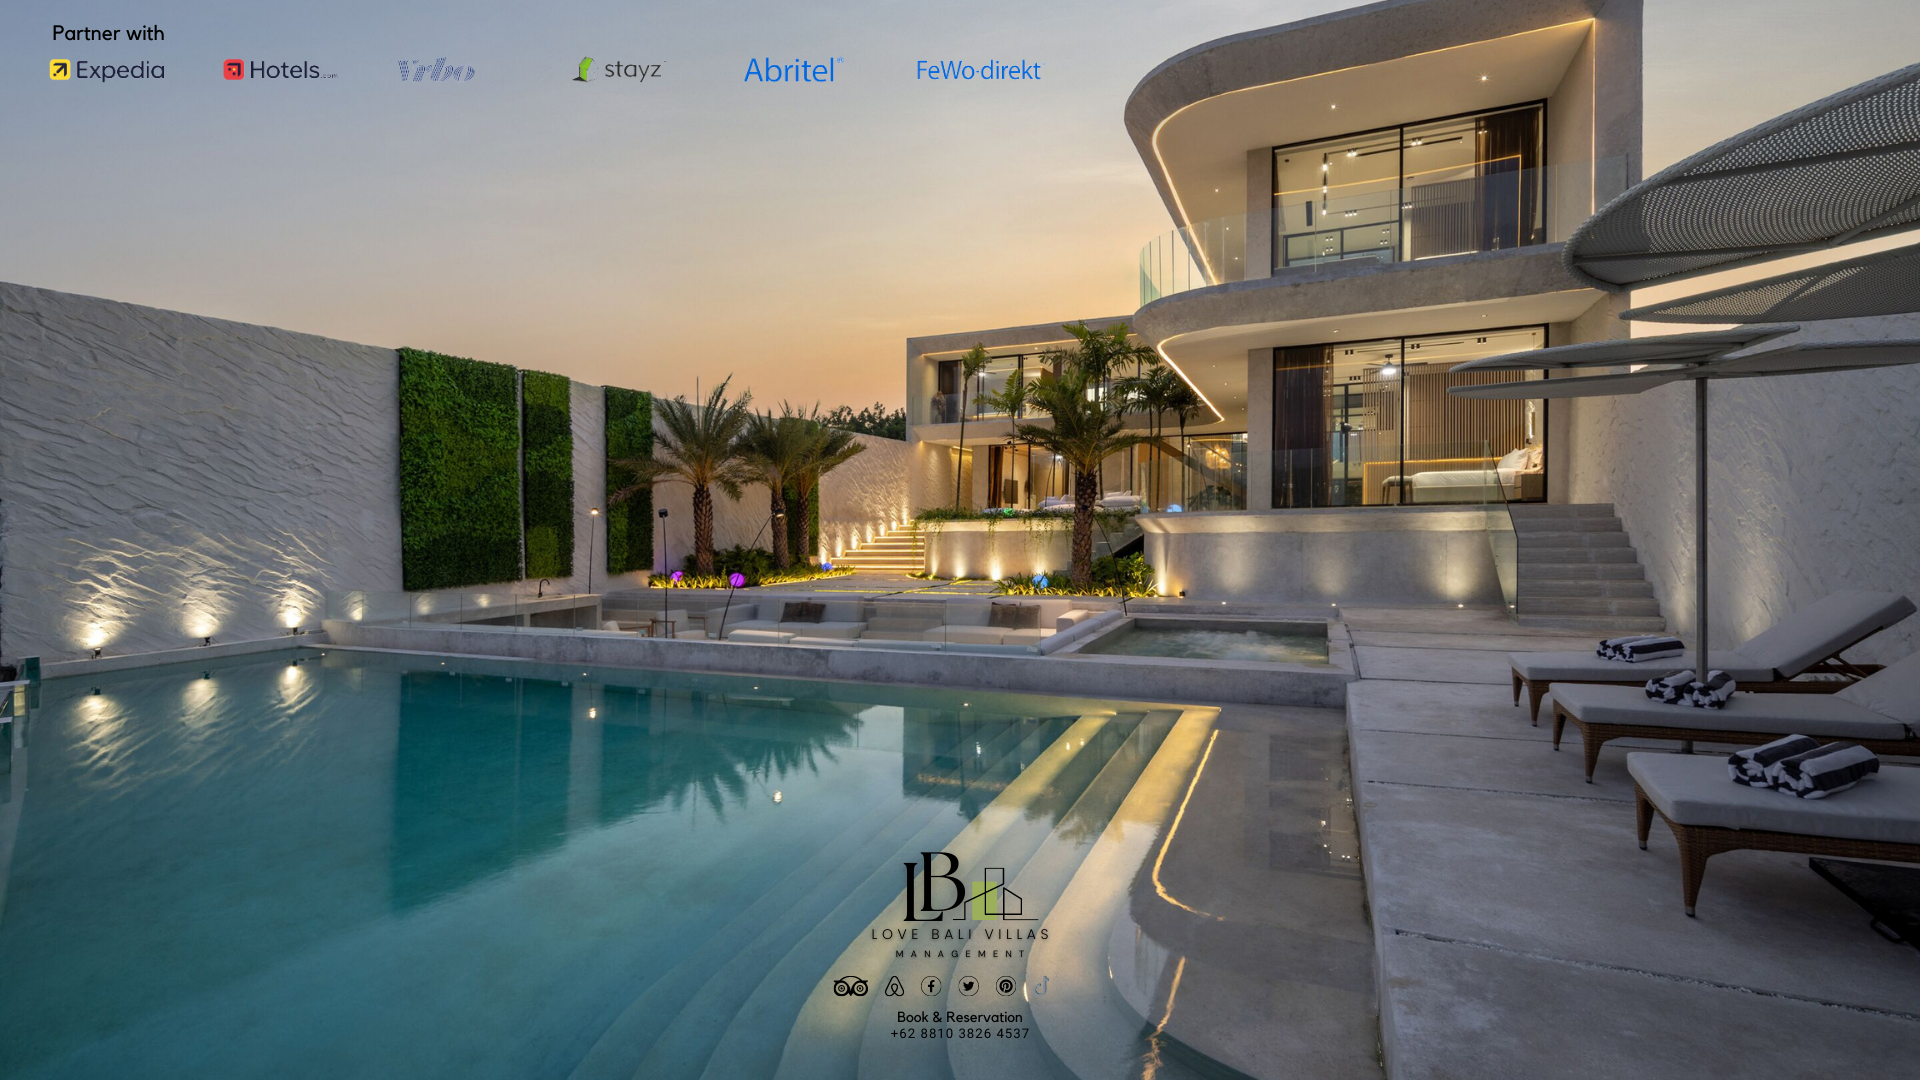 Partner with
Expedia
Hotels.com
Vrbo
stayz
Abritel
FeWo-direkt
LB
LOVE BALI VILLAS
MANAGEMENT
Book & Reservation
+62 8810 3826 4537